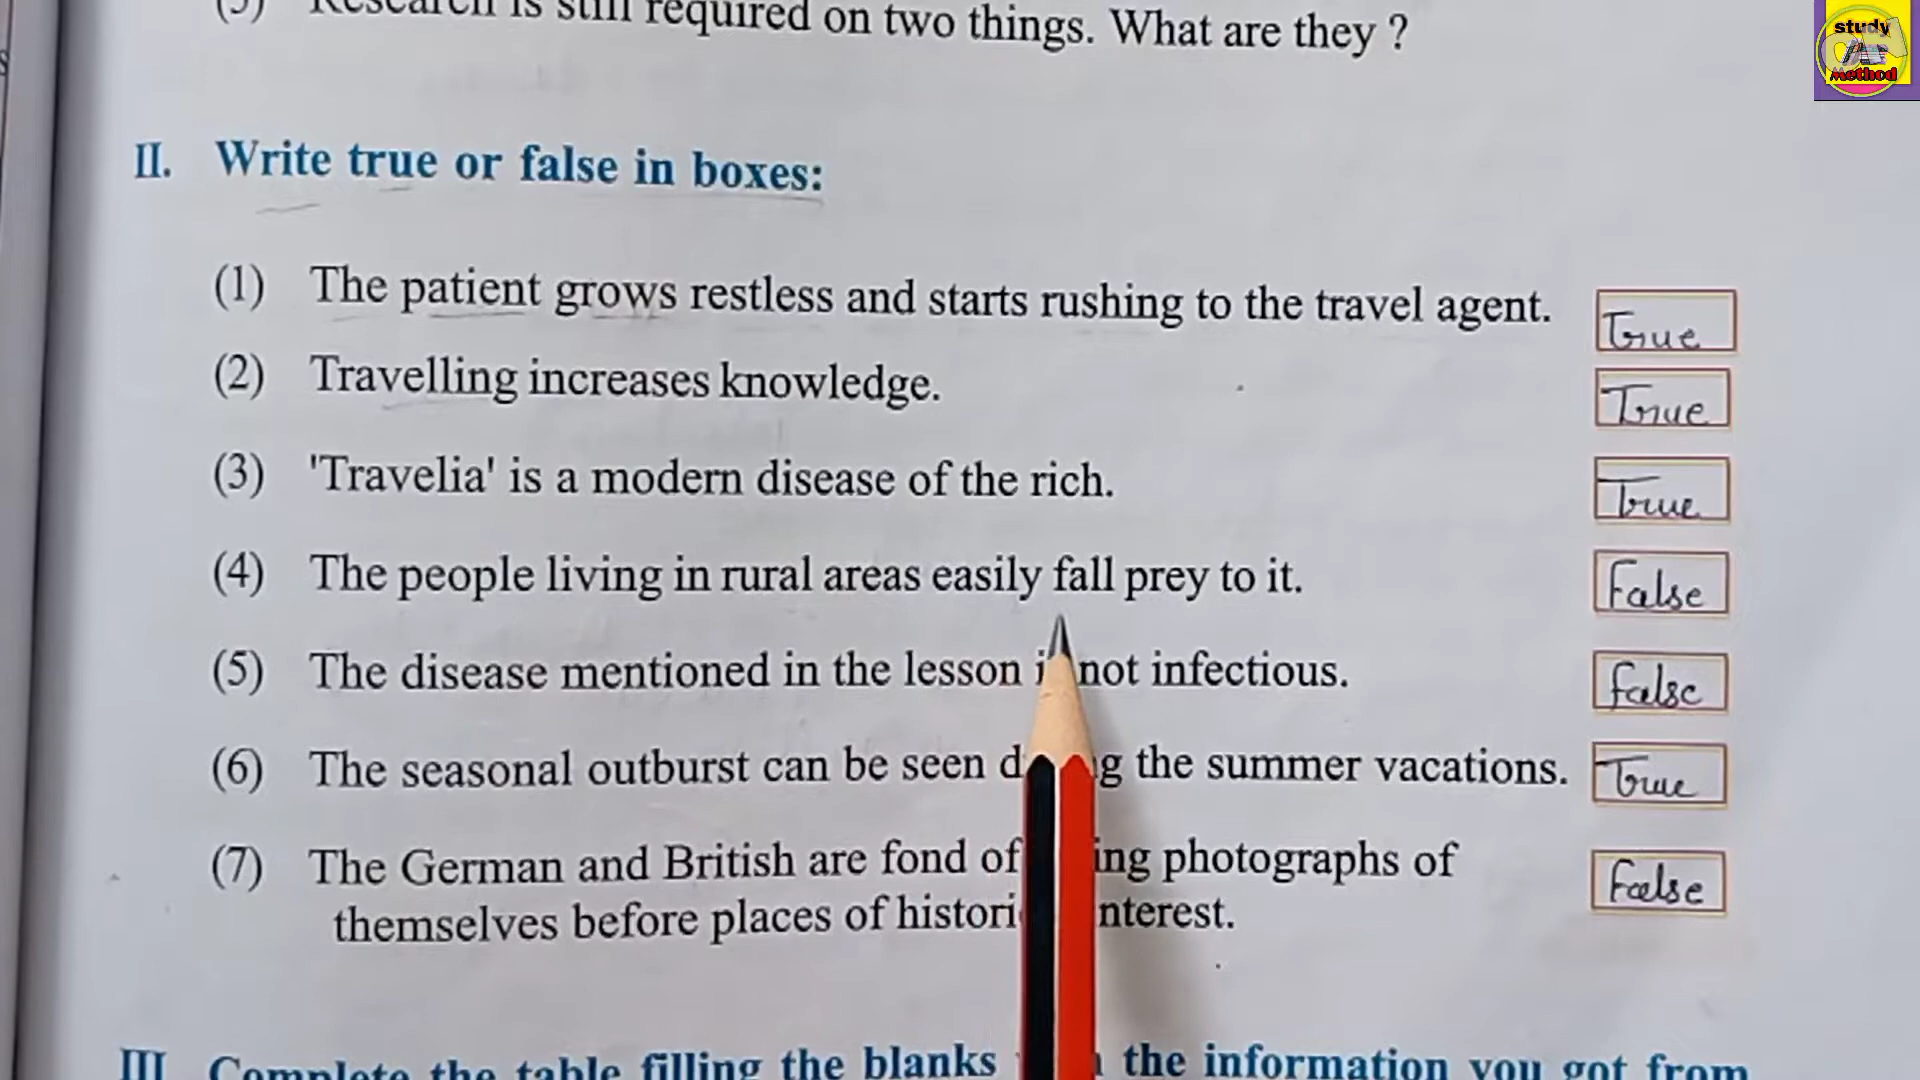 is still required on two things. What are they ?
study
Method
II. Write true or false in boxes:
(1) The patient grows restless and starts rushing to the travel agent. True
(2) Travelling increases knowledge. True
(3) 'Travelia' is a modern disease of the rich. True
(4) The people living in rural areas easily fall prey to it. False
(5) The disease mentioned in the lesson not infectious. False
(6) The seasonal outburst can be seen the summer vacations. True
(7) The German and British are fond of photographs of False
themselves before places of interest.
III Complete the table filling the blanks the information you got from